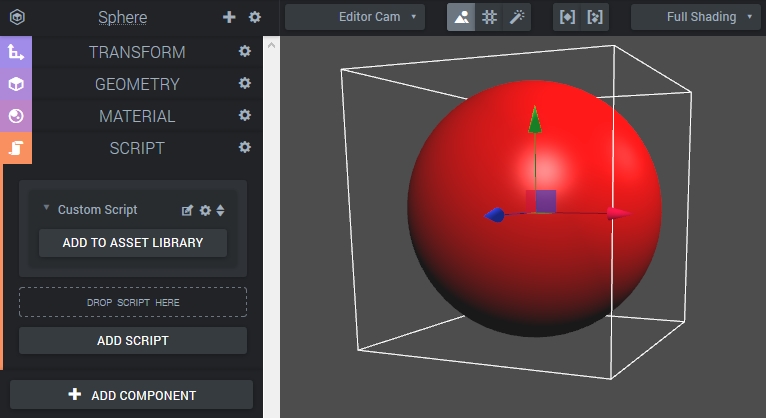 Sphere
Editor Cam
Full Shading
TRANSFORM
GEOMETRY
MATERIAL
SCRIPT
Custom Script
ADD TO ASSET LIBRARY
DROP SCRIPT HERE
ADD SCRIPT
ADD COMPONENT